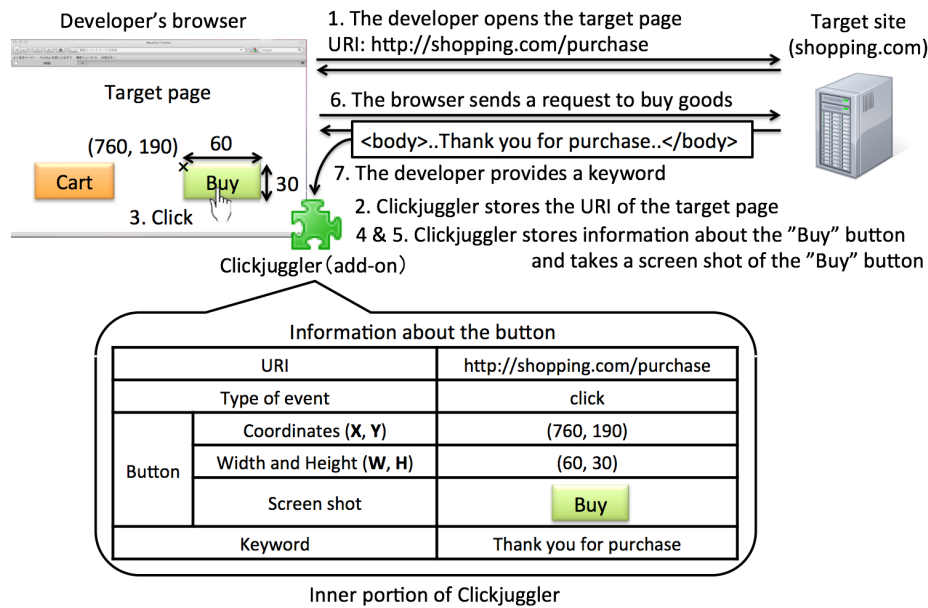 Developer's browser
1. The developer opens the target page
URI: http://shopping.com/purchase
Target site
(shopping.com)
Target page
6. The browser sends a request to buy goods
<body>..Thank you for purchase..</body>
(760, 190)
60
30
Cart
Buy
3. Click
7. The developer provides a keyword
2. Clickjuggler stores the URI of the target page
4 & 5. Clickjuggler stores information about the ”Buy” button
and takes a screen shot of the ”Buy” button
Clickjuggler（add-on）
Information about the button
URI
http://shopping.com/purchase
Type of event
click
Button
Coordinates (X, Y)
(760, 190)
Width and Height (W, H)
(60, 30)
Screen shot
Buy
Keyword
Thank you for purchase
Inner portion of Clickjuggler